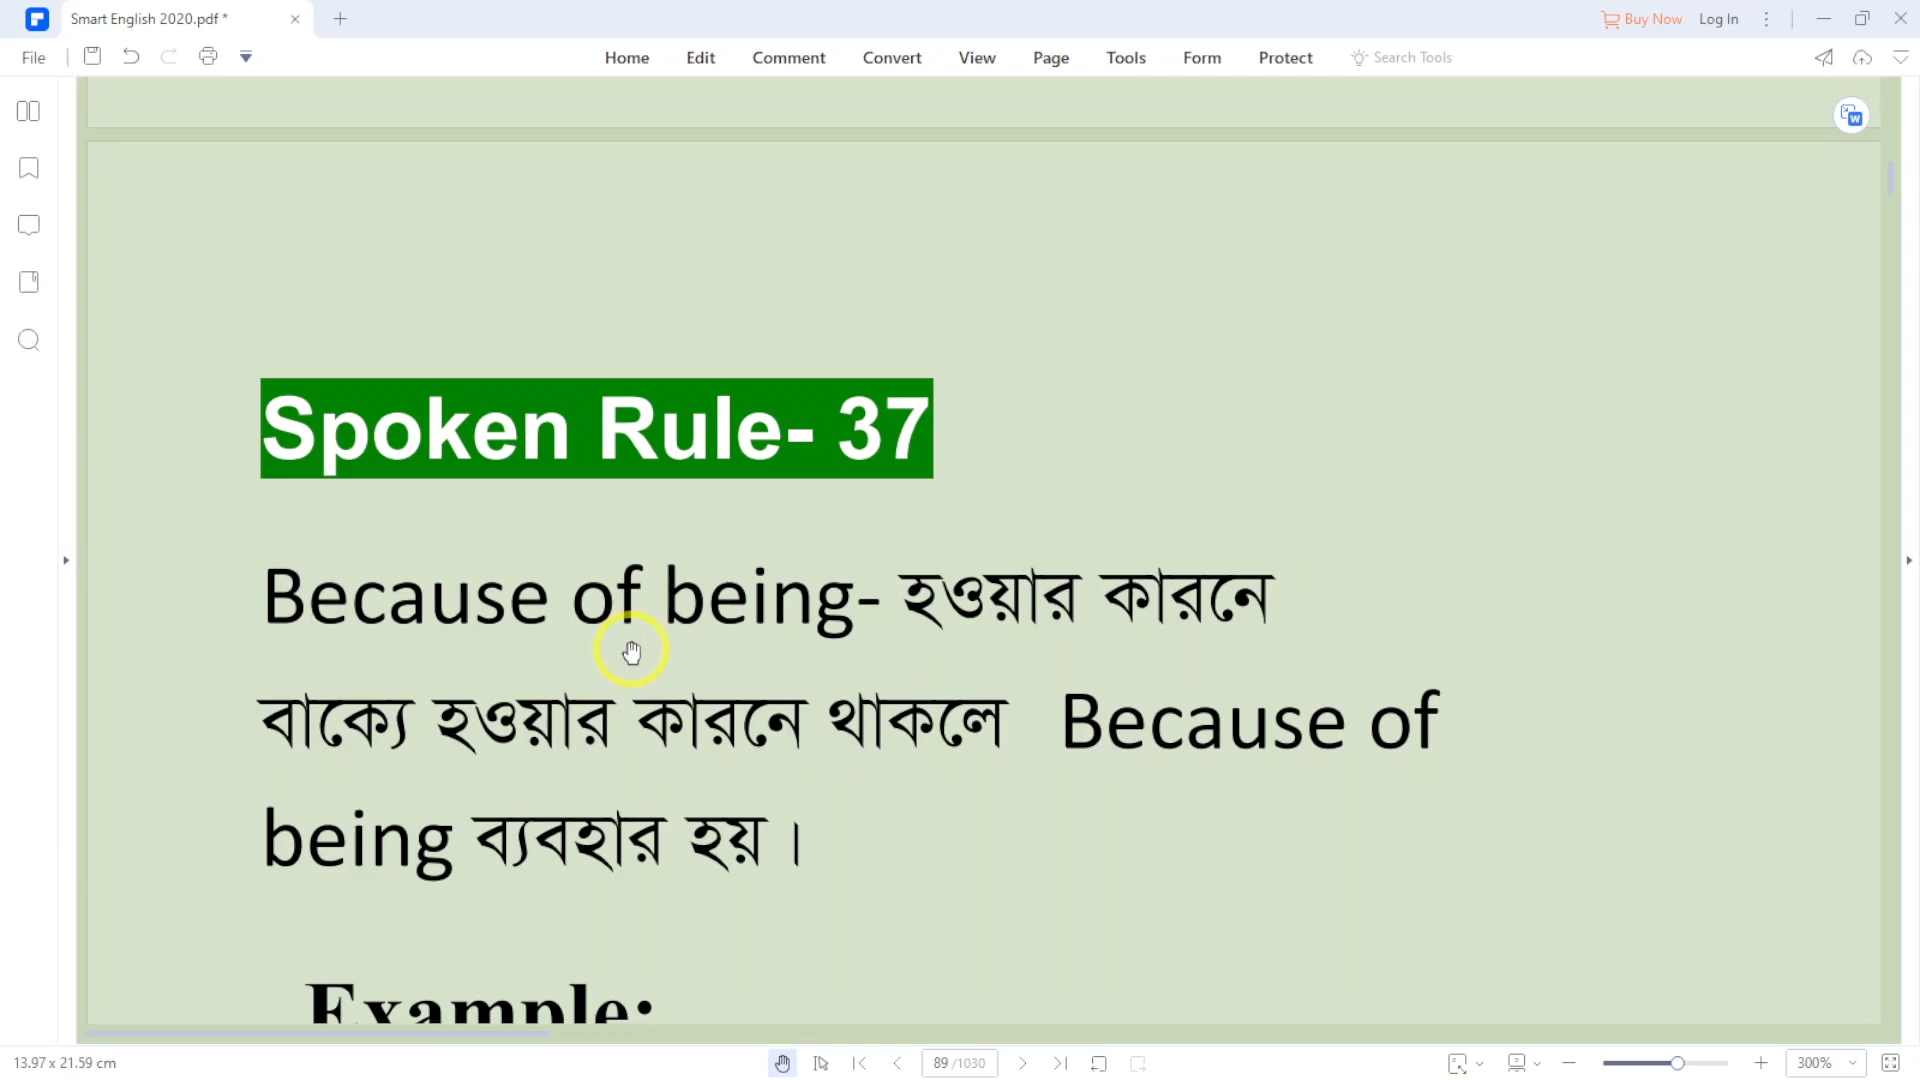 Smart English 2020.pdf *
Buy Now
Log In
File
Home
Edit
Comment
Convert
View
Page
Tools
Form
Protect
Search Tools
Spoken Rule- 37
Because of being- হওয়ার কারনে
বাক্যে হওয়ার কারনে থাকলে Because of
being ব্যবহার হয়।
Example:
13.97 x 21.59 cm
89 /1030
300%